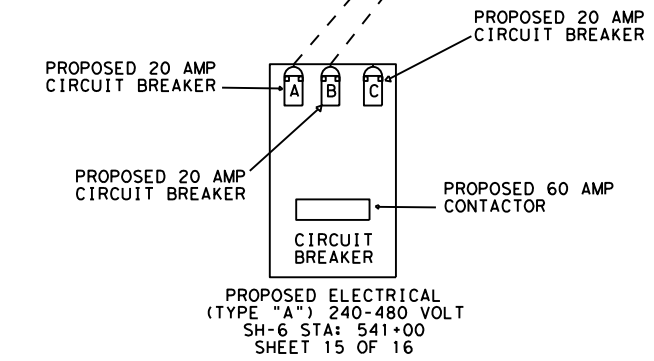 PROPOSED 20 AMP
CIRCUIT BREAKER
PROPOSED 20 AMP
CIRCUIT BREAKER
A
B
C
PROPOSED 20 AMP
CIRCUIT BREAKER
PROPOSED 60 AMP
CONTACTOR
CIRCUIT
BREAKER
PROPOSED ELECTRICAL
(TYPE "A") 240-480 VOLT
SH-6 STA: 541+00
SHEET 15 OF 16